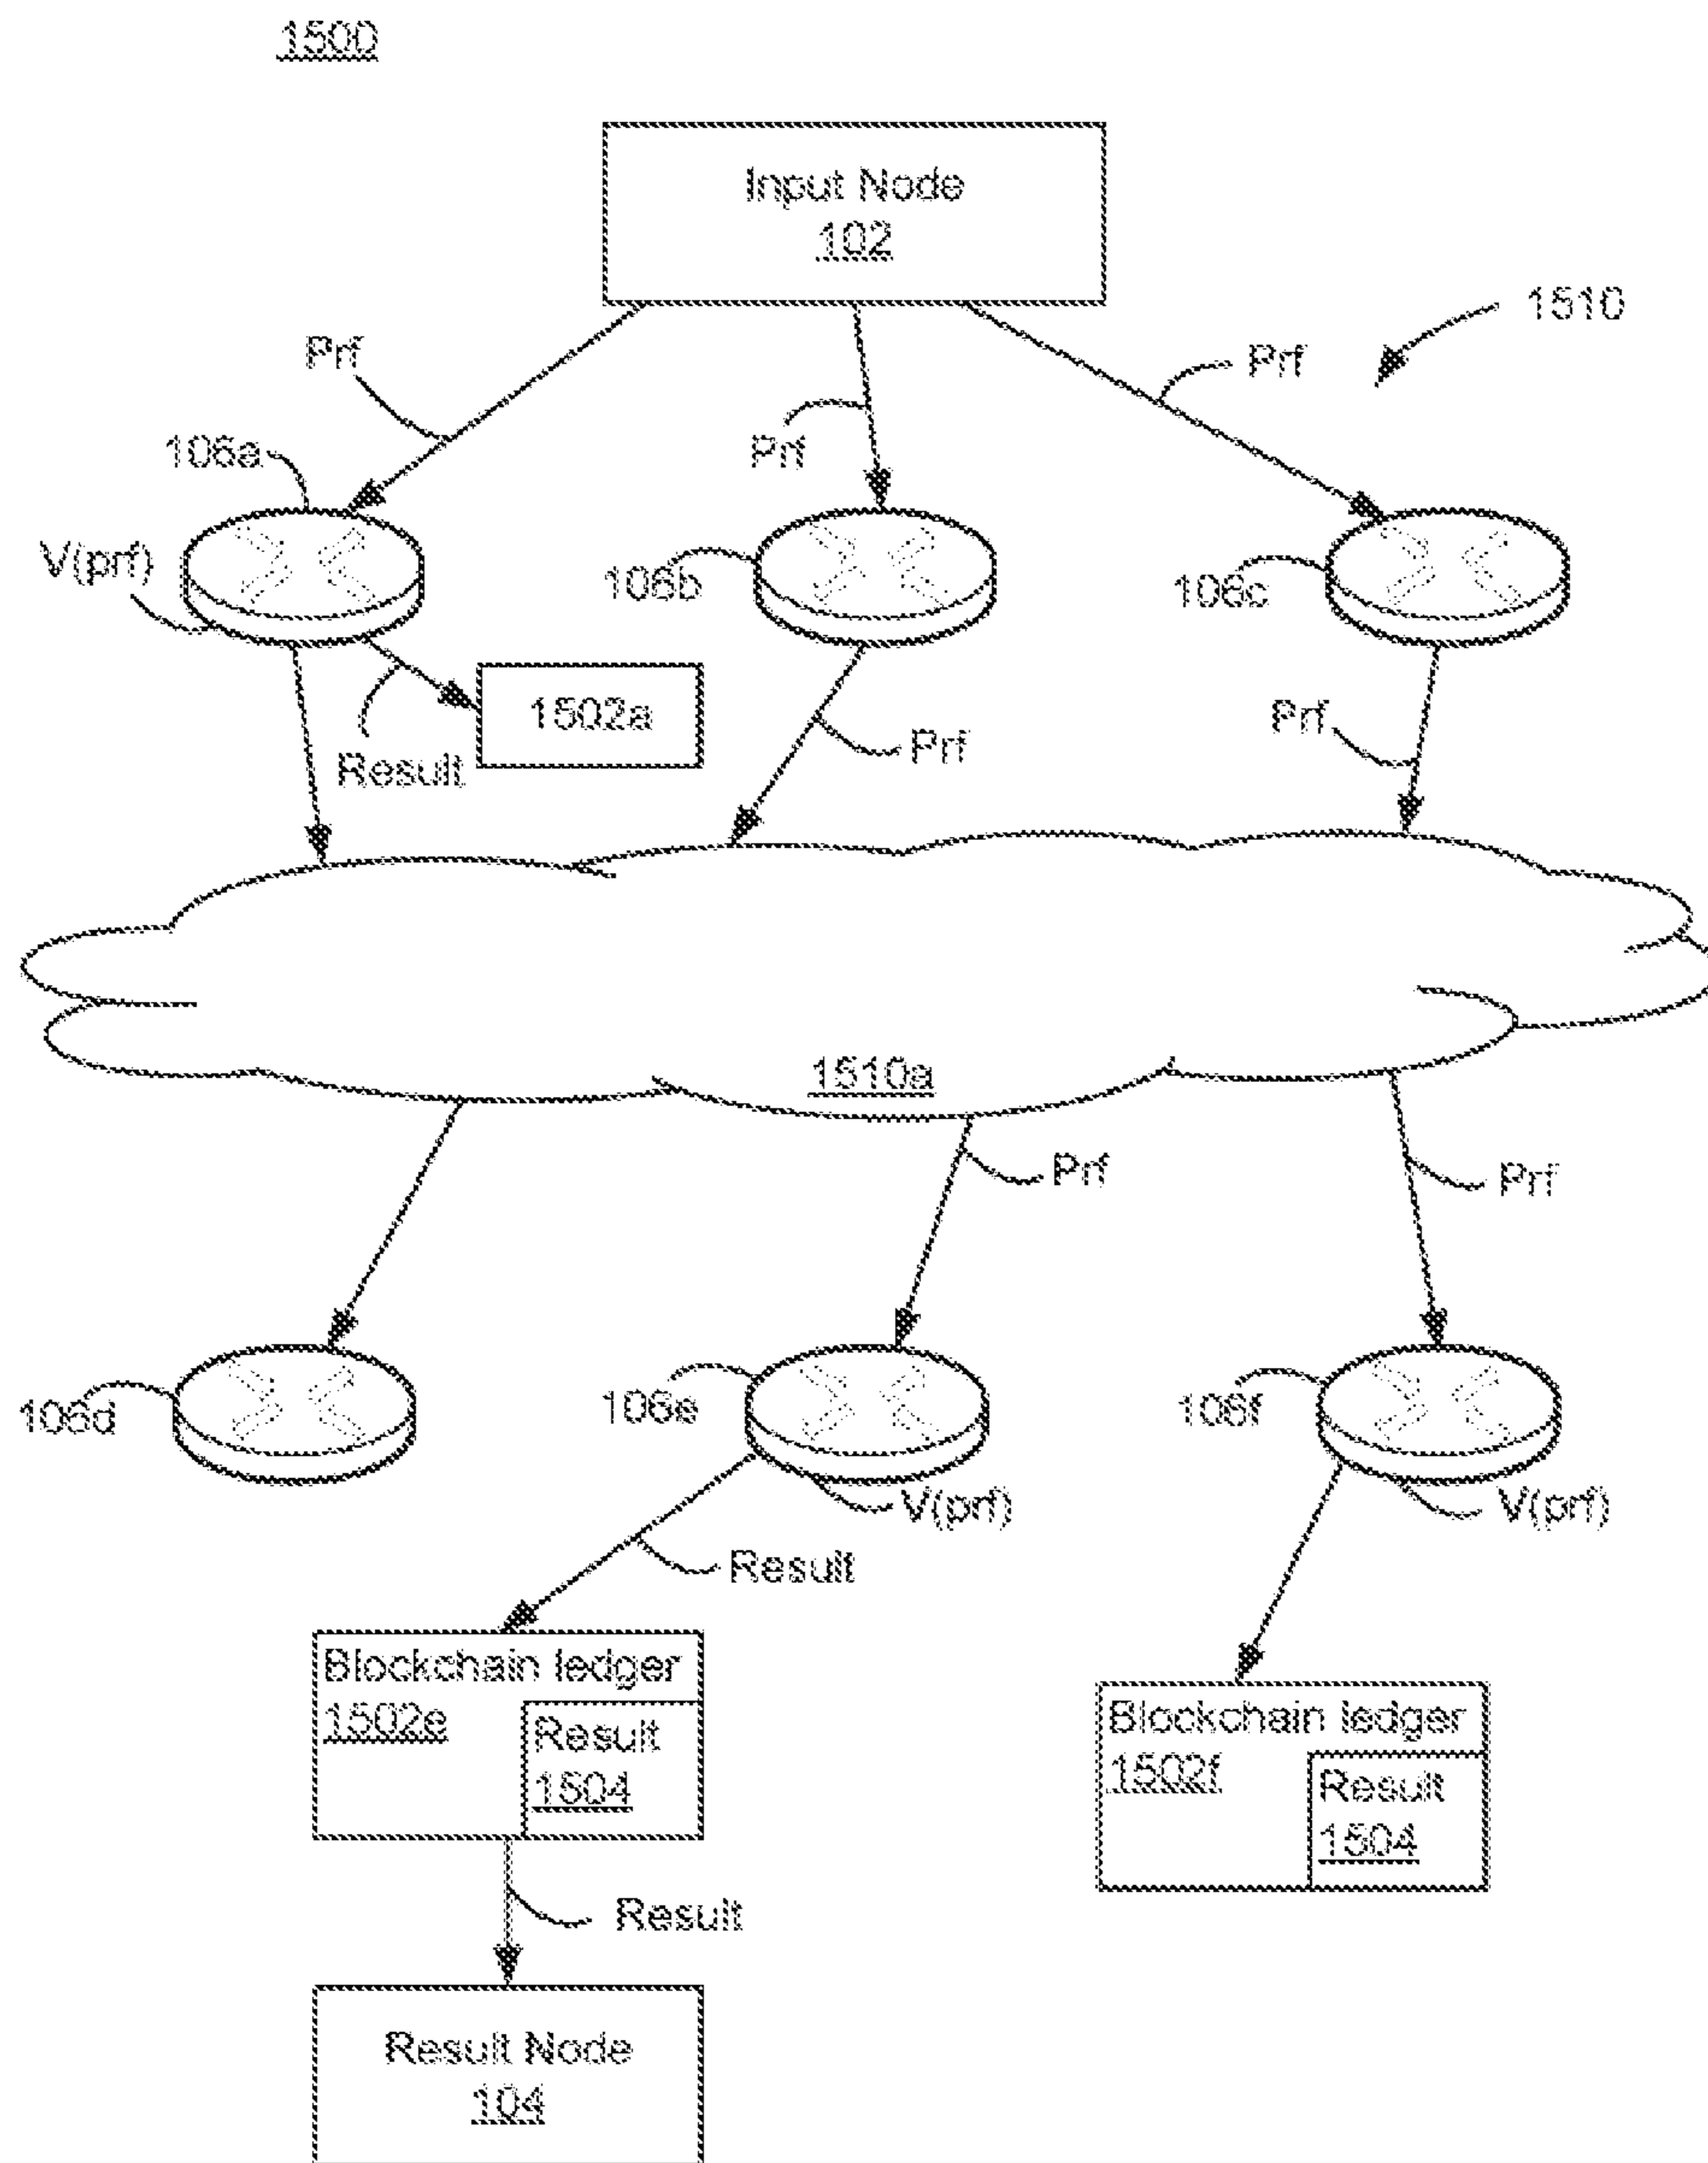 1500
Input Node
102
1510
Prf
Prf
Prf
106a
V(prf)
106b
106c
1502a
Result
Prf
Prf
1510a
Prf
Prf
106d
106e
106f
V(prf)
V(prf)
Result
Blockchain ledger
1502e
Result
1504
Blockchain ledger
1502f
Result
1504
Result
Result Node
104